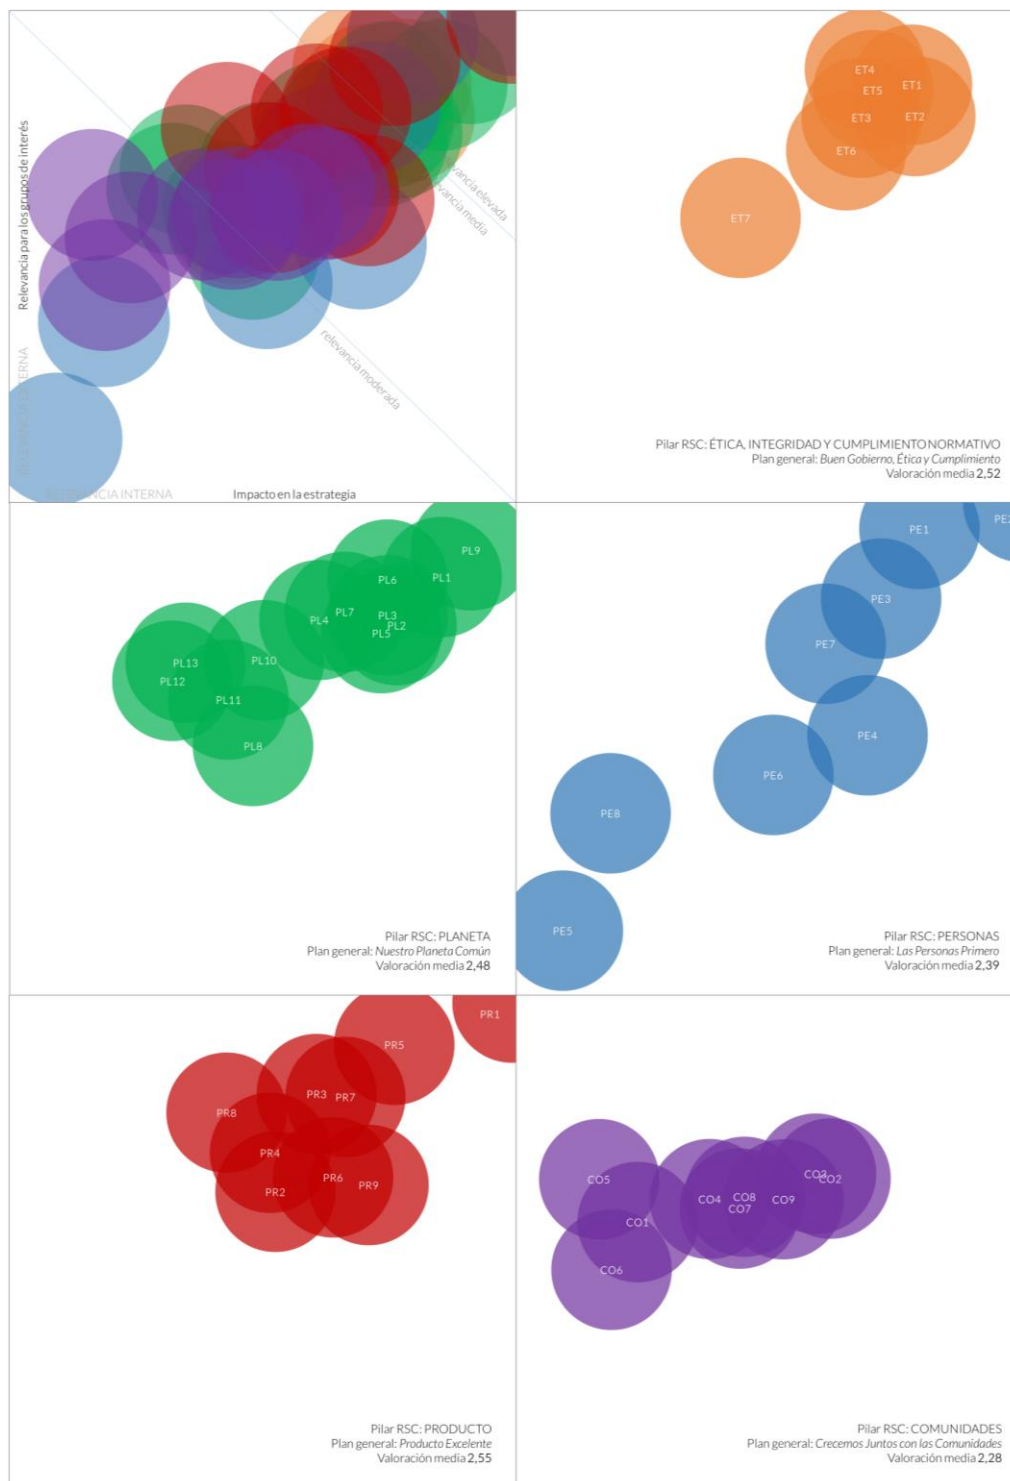 Relevancia para los grupos de interés
RELEVANCIA EXTERNA
relevancia elevada
relevancia media
relevancia moderada
RELEVANCIA INTERNA
Impacto en la estrategia
ET4
ET5
ET1
ET3
ET2
ET6
ET7
Pilar RSC: ÉTICA, INTEGRIDAD Y CUMPLIMIENTO NORMATIVO
Plan general: Buen Gobierno, Ética y Cumplimiento
Valoración media 2,52
PL9
PL6
PL1
PL7
PL3
PL4
PL2
PL5
PL13
PL10
PL12
PL11
PL8
Pilar RSC: PLANETA
Plan general: Nuestro Planeta Común
Valoración media 2,48
PE2
PE1
PE3
PE7
PE4
PE6
PE8
PE5
Pilar RSC: PERSONAS
Plan general: Las Personas Primero
Valoración media 2,39
PR1
PR5
PR3
PR7
PR8
PR4
PR6
PR9
PR2
Pilar RSC: PRODUCTO
Plan general: Producto Excelente
Valoración media 2,55
CO3
CO2
CO5
CO4
CO8
CO9
CO7
CO1
CO6
Pilar RSC: COMUNIDADES
Plan general: Crecemos Juntos con las Comunidades
Valoración media 2,28